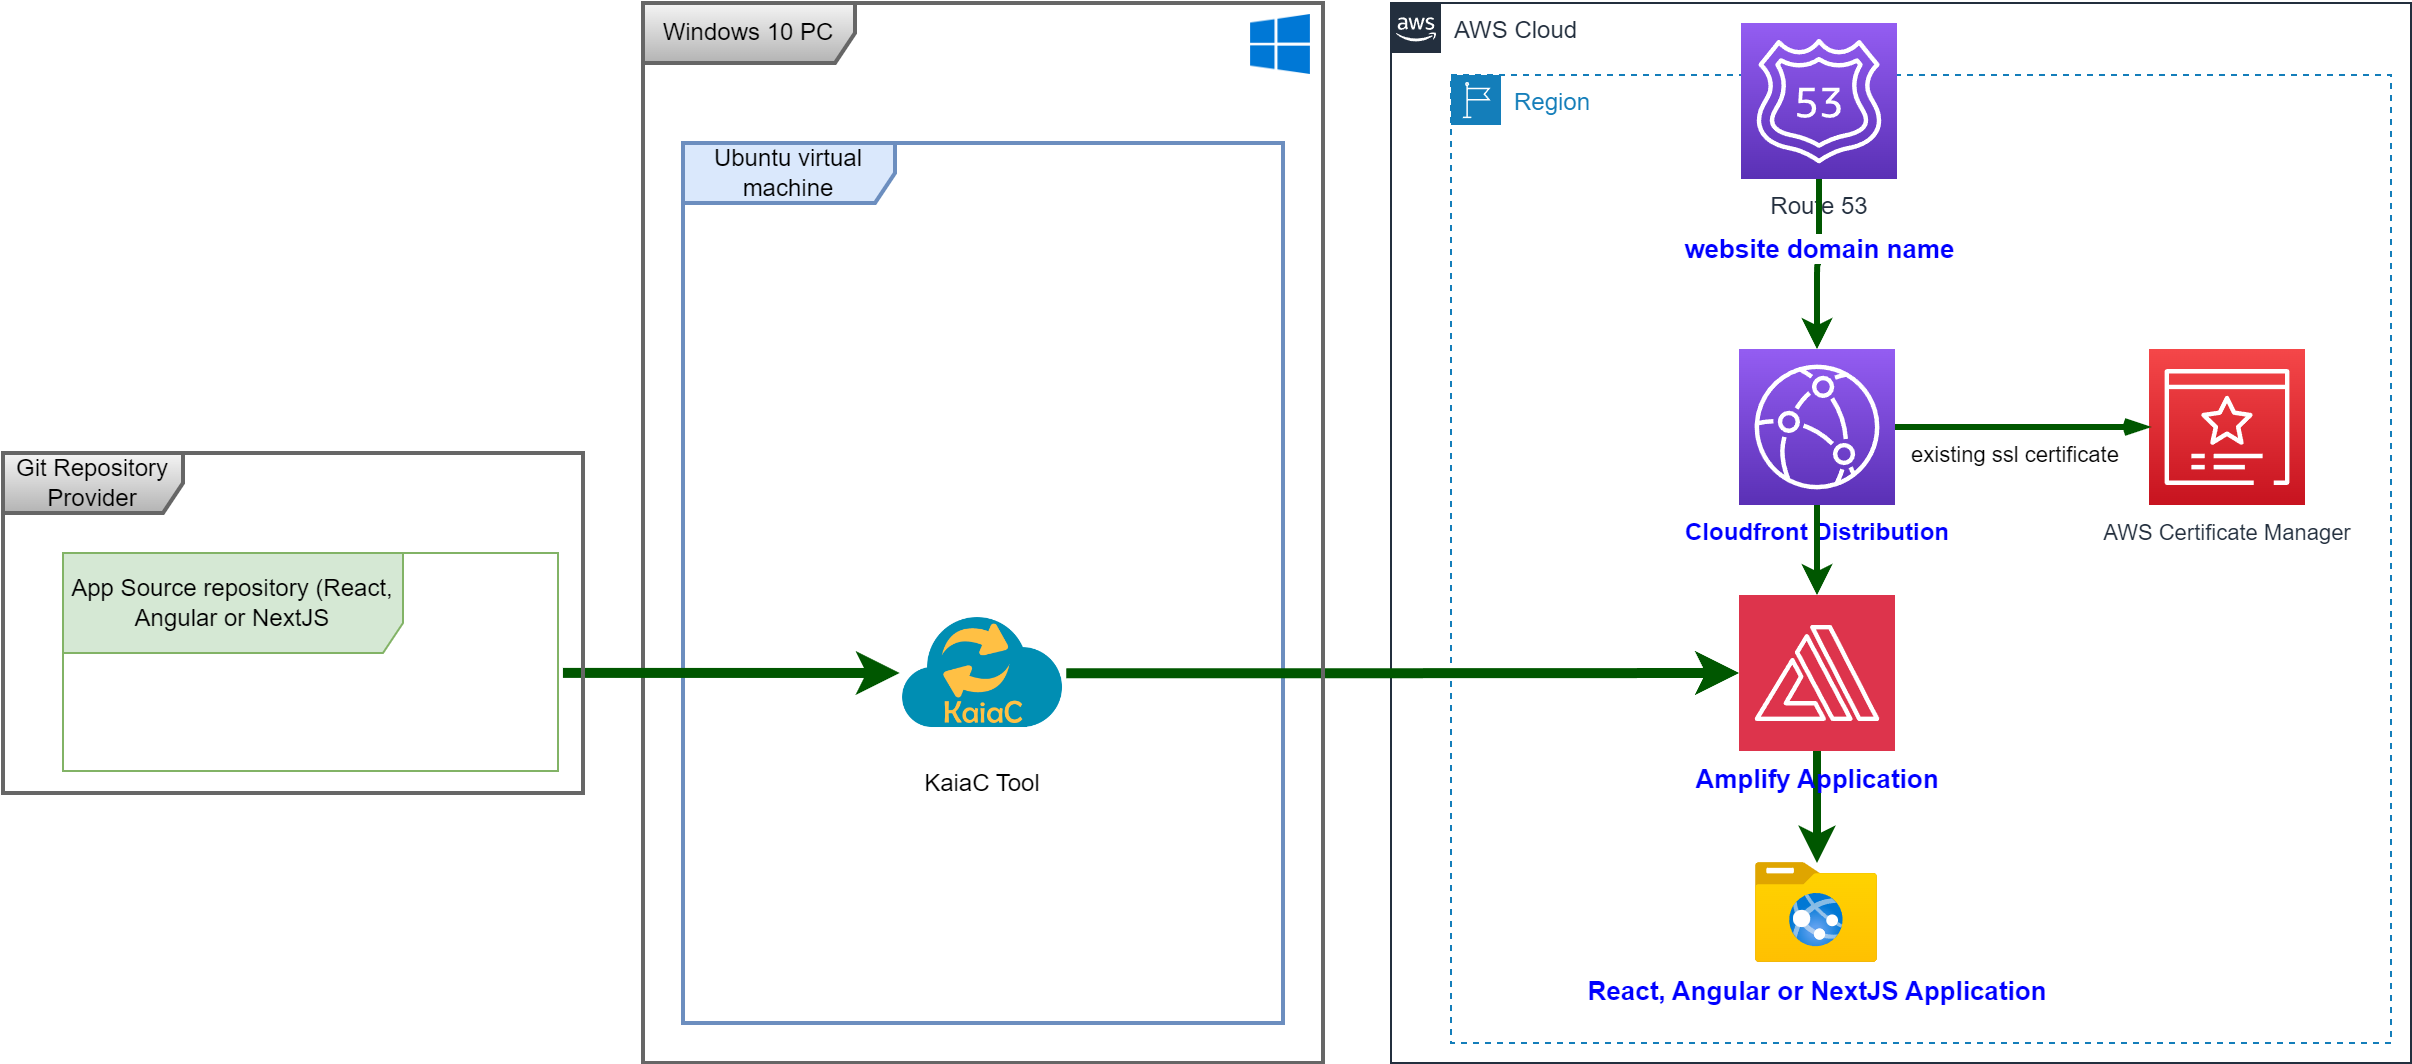 Windows 10 PC
aws
AWS Cloud
53
Region
Ubuntu virtual
machine
Route 53
website domain name
existing ssl certificate
Git Repository
Provider
Cloudfront Distribution
AWS Certificate Manager
App Source repository (React,
Angular or NextJS
KaiaC
KaiaC Tool
Amplify Application
React, Angular or NextJS Application